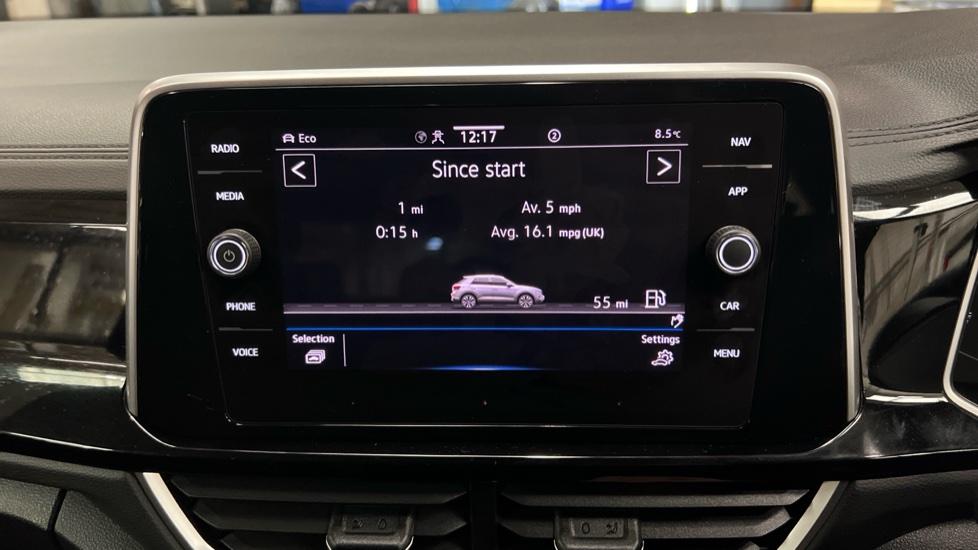 RADIO
MEDIA
PHONE
VOICE
Eco 12:17 2 8.5°C
< Since start >
1 mi Av. 5 mph
0:15 h Avg. 16.1 mpg (UK)
55 mi
Selection Settings
NAV
APP
CAR
MENU